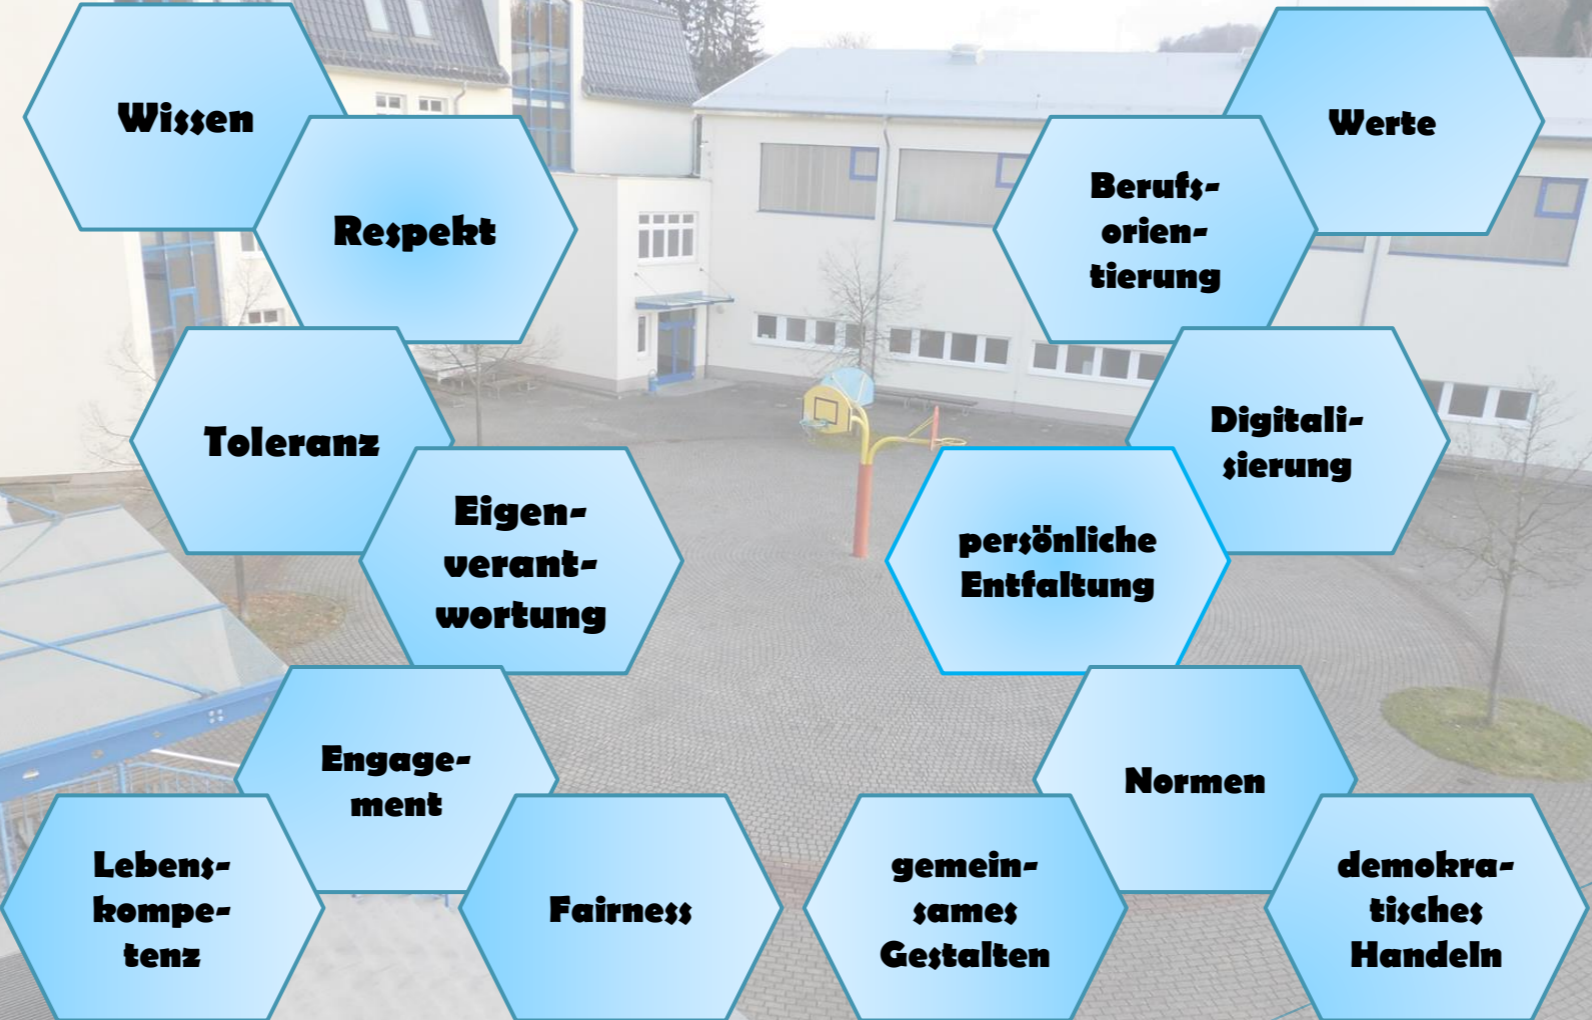 Wissen
Respekt
Toleranz
Eigen-
verant-
wortung
Engage-
ment
Lebens-
kompe-
tenz
Fairness
Werte
Berufs-
orien-
tierung
Digitali-
sierung
persönliche
Entfaltung
Normen
gemein-
sames
Gestalten
demokra-
tisches
Handeln